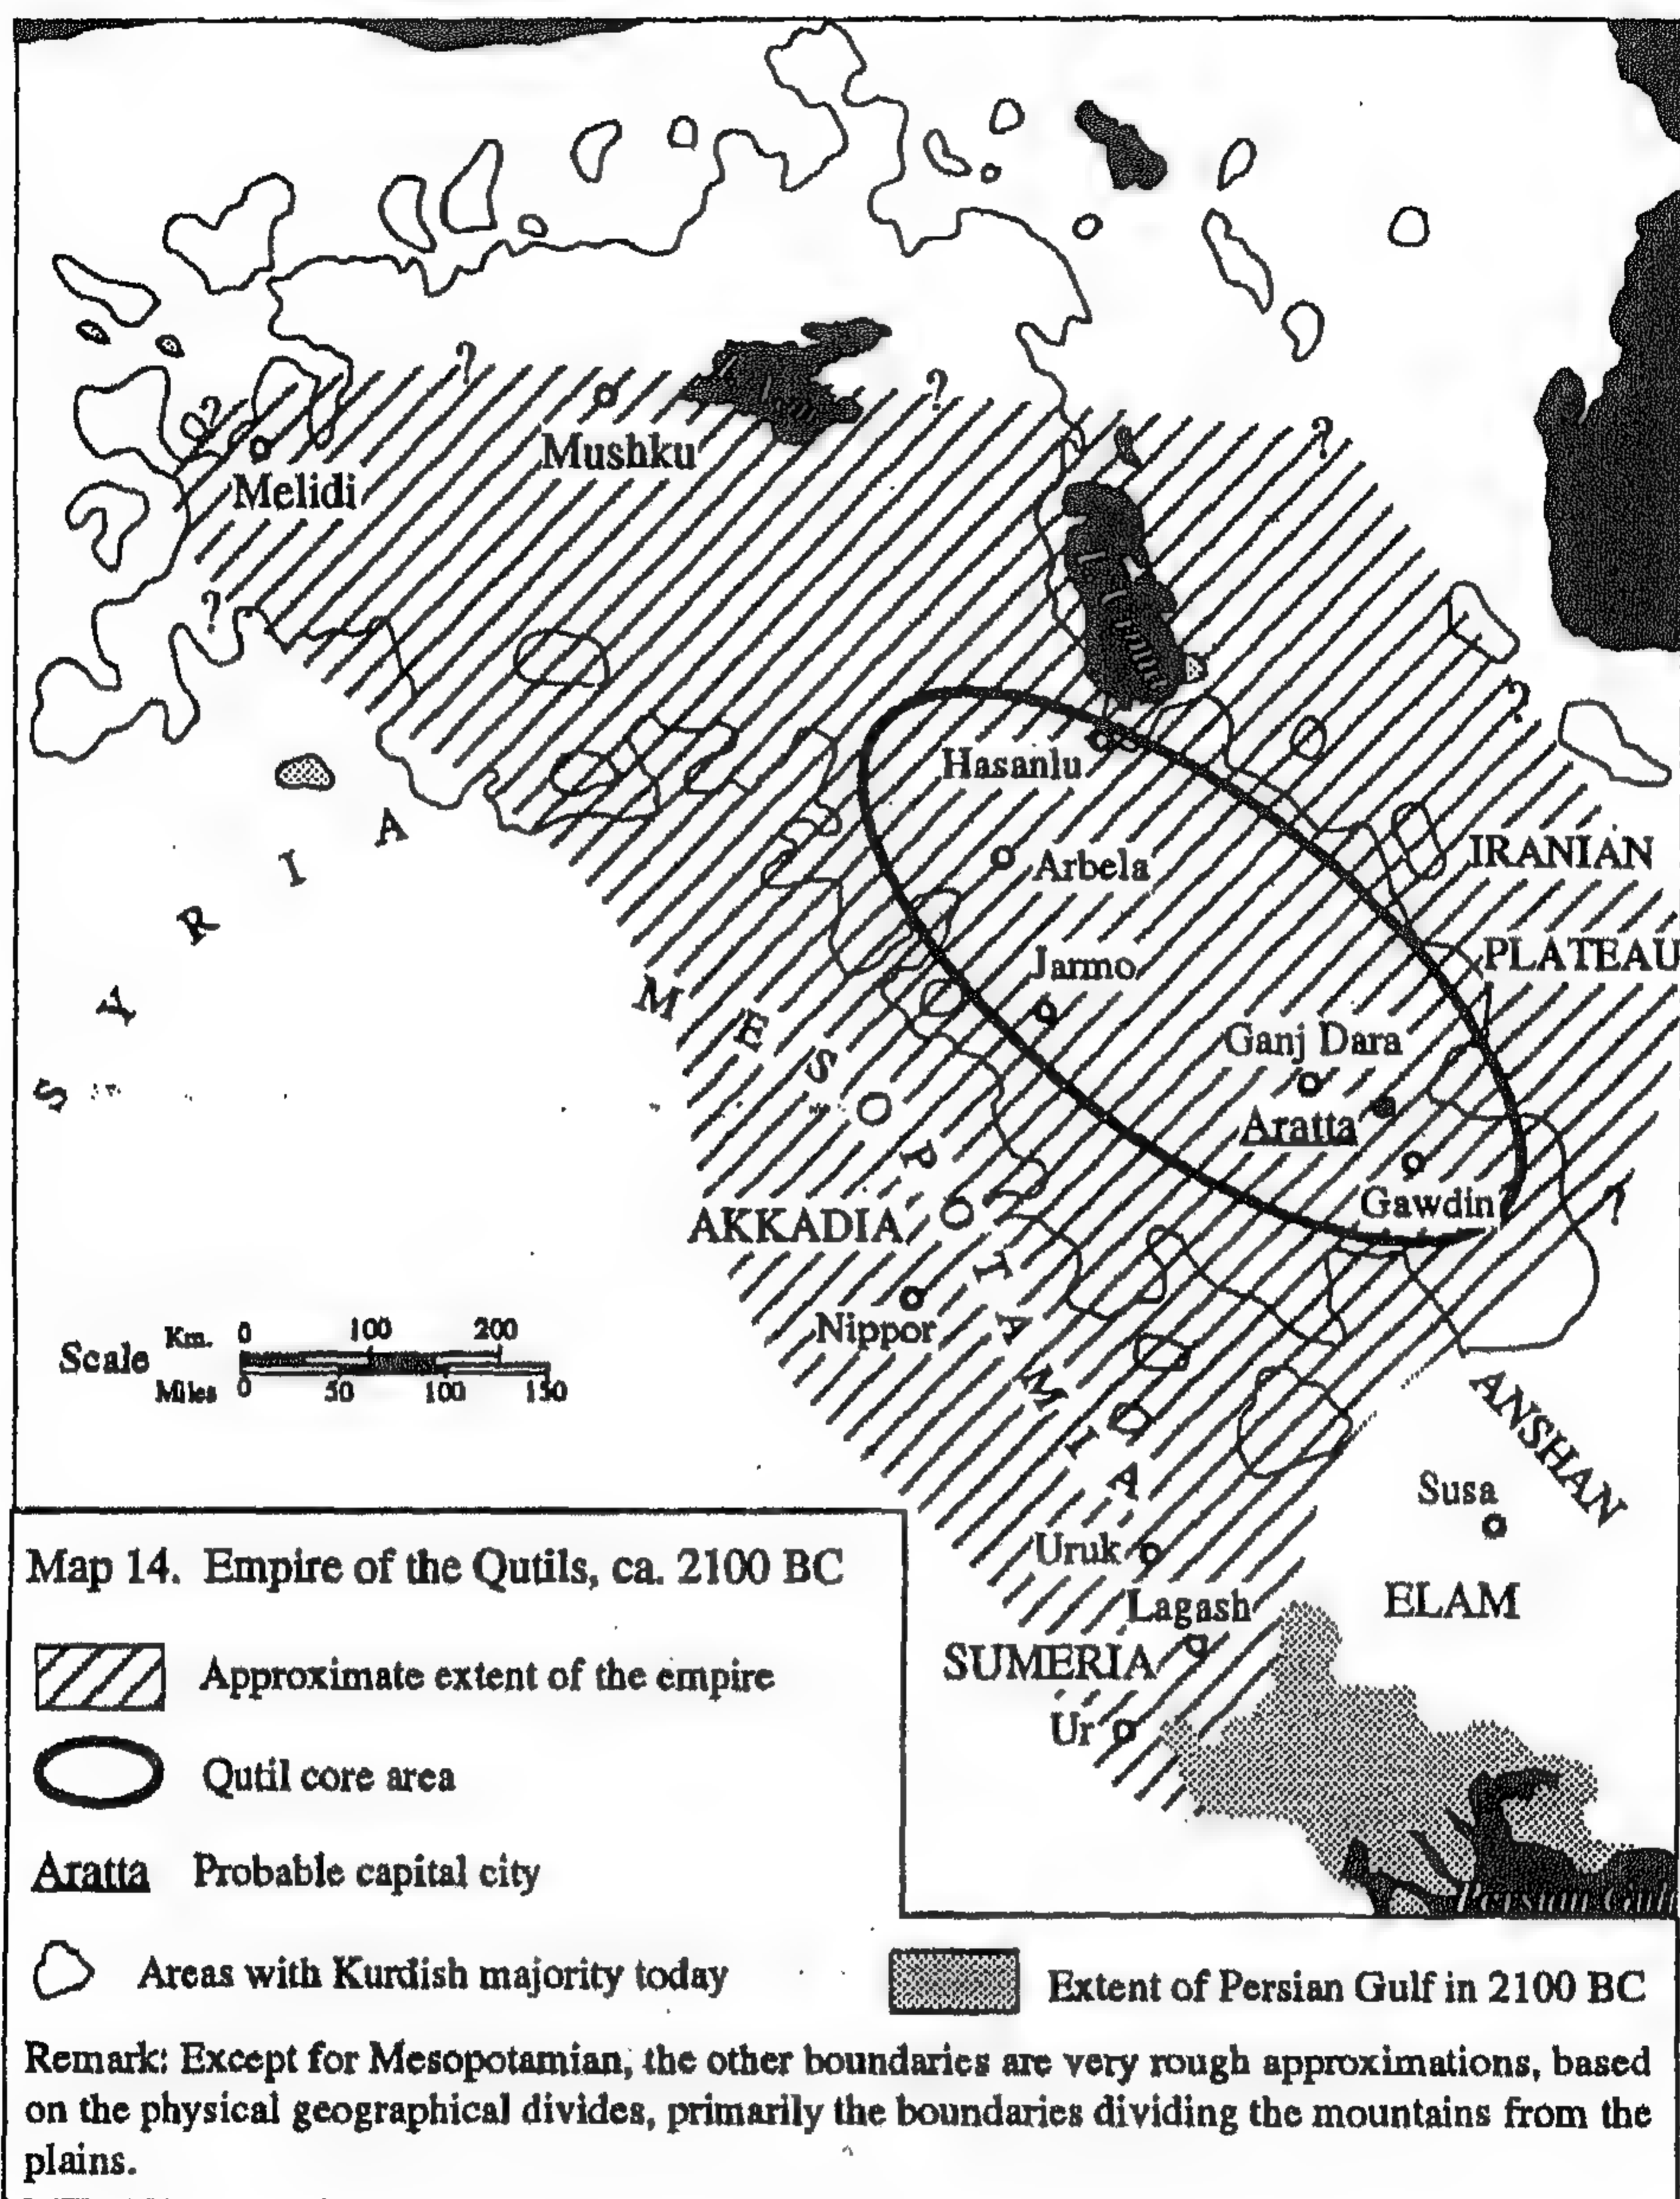 ?
?
?
?
?
?
?
Mushku
Melidi
Hasanlu
Arbela
IRANIAN
PLATEAU
Jarmo
Ganj Dara
Aratta
Gawdin
SYRIA
MESOPOTAMIA
AKKADIA
Nippor
Scale
Km. 0 100 200
Miles 0 50 100 150
ANSHAN
Susa
Uruk
ELAM
Lagash
SUMERIA
Ur
Persian Gulf
Map 14. Empire of the Qutils, ca. 2100 BC
Approximate extent of the empire
Qutil core area
Aratta Probable capital city
Areas with Kurdish majority today
Extent of Persian Gulf in 2100 BC
Remark: Except for Mesopotamian, the other boundaries are very rough approximations, based
on the physical geographical divides, primarily the boundaries dividing the mountains from the
plains.